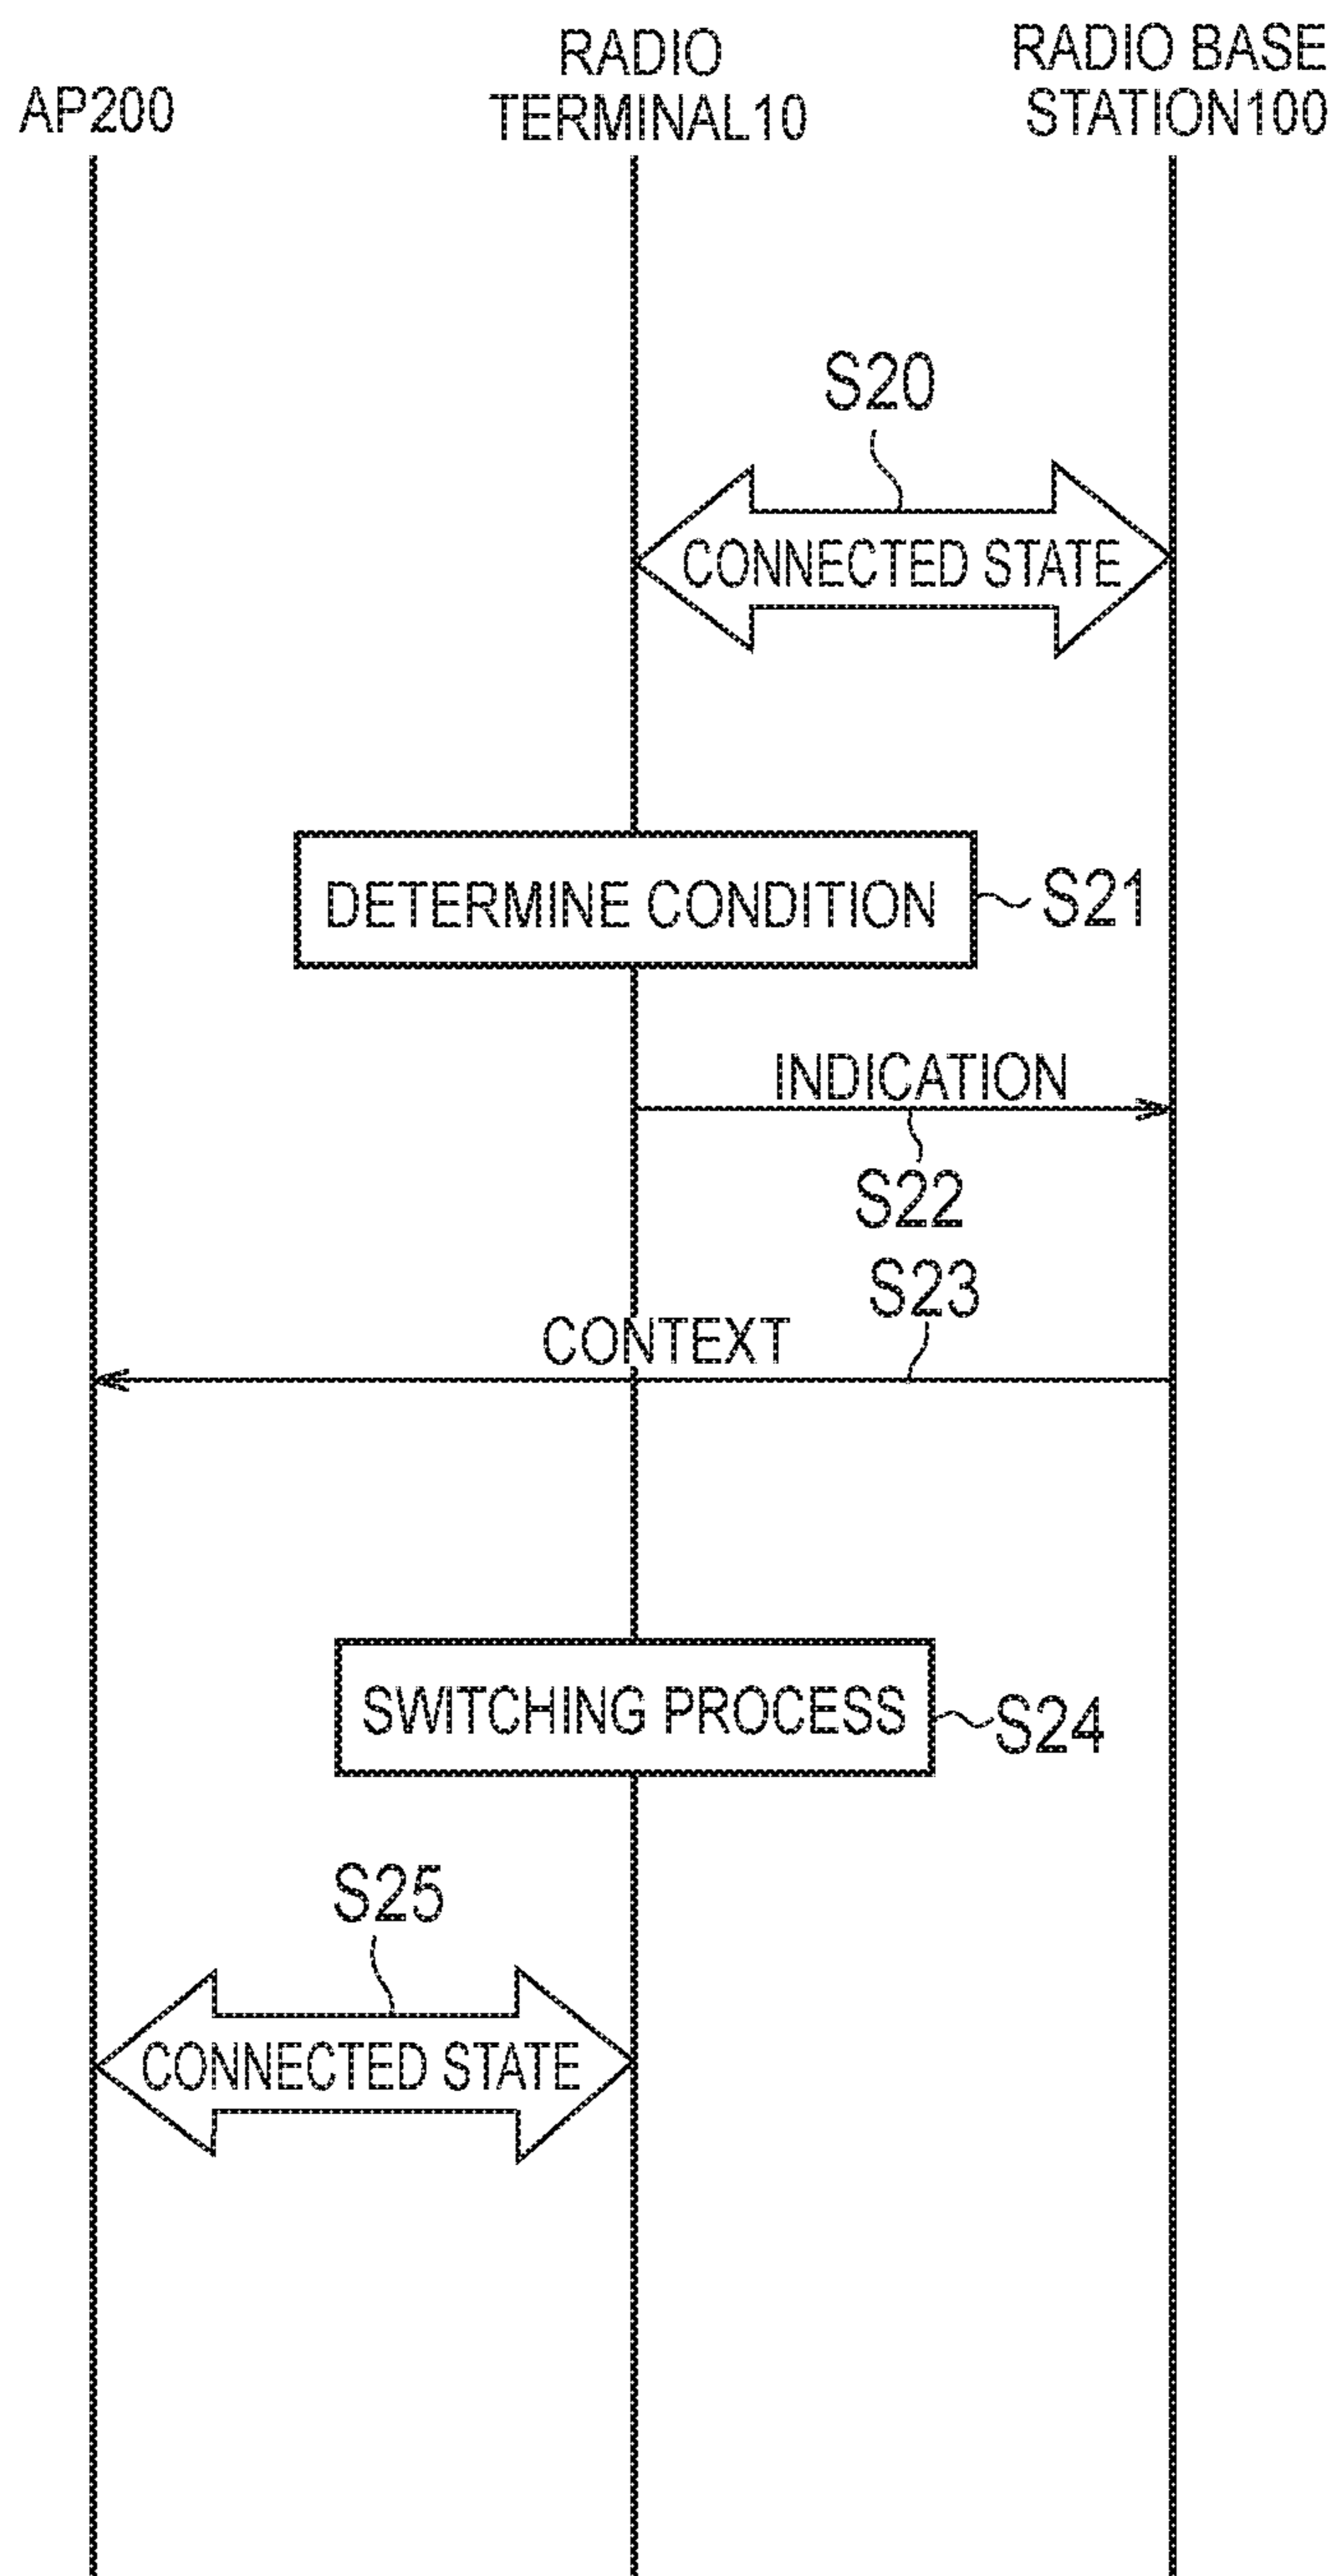 AP200
RADIO
TERMINAL10
RADIO BASE
STATION100
S20
CONNECTED STATE
DETERMINE CONDITION
S21
INDICATION
S22
S23
CONTEXT
SWITCHING PROCESS
S24
S25
CONNECTED STATE